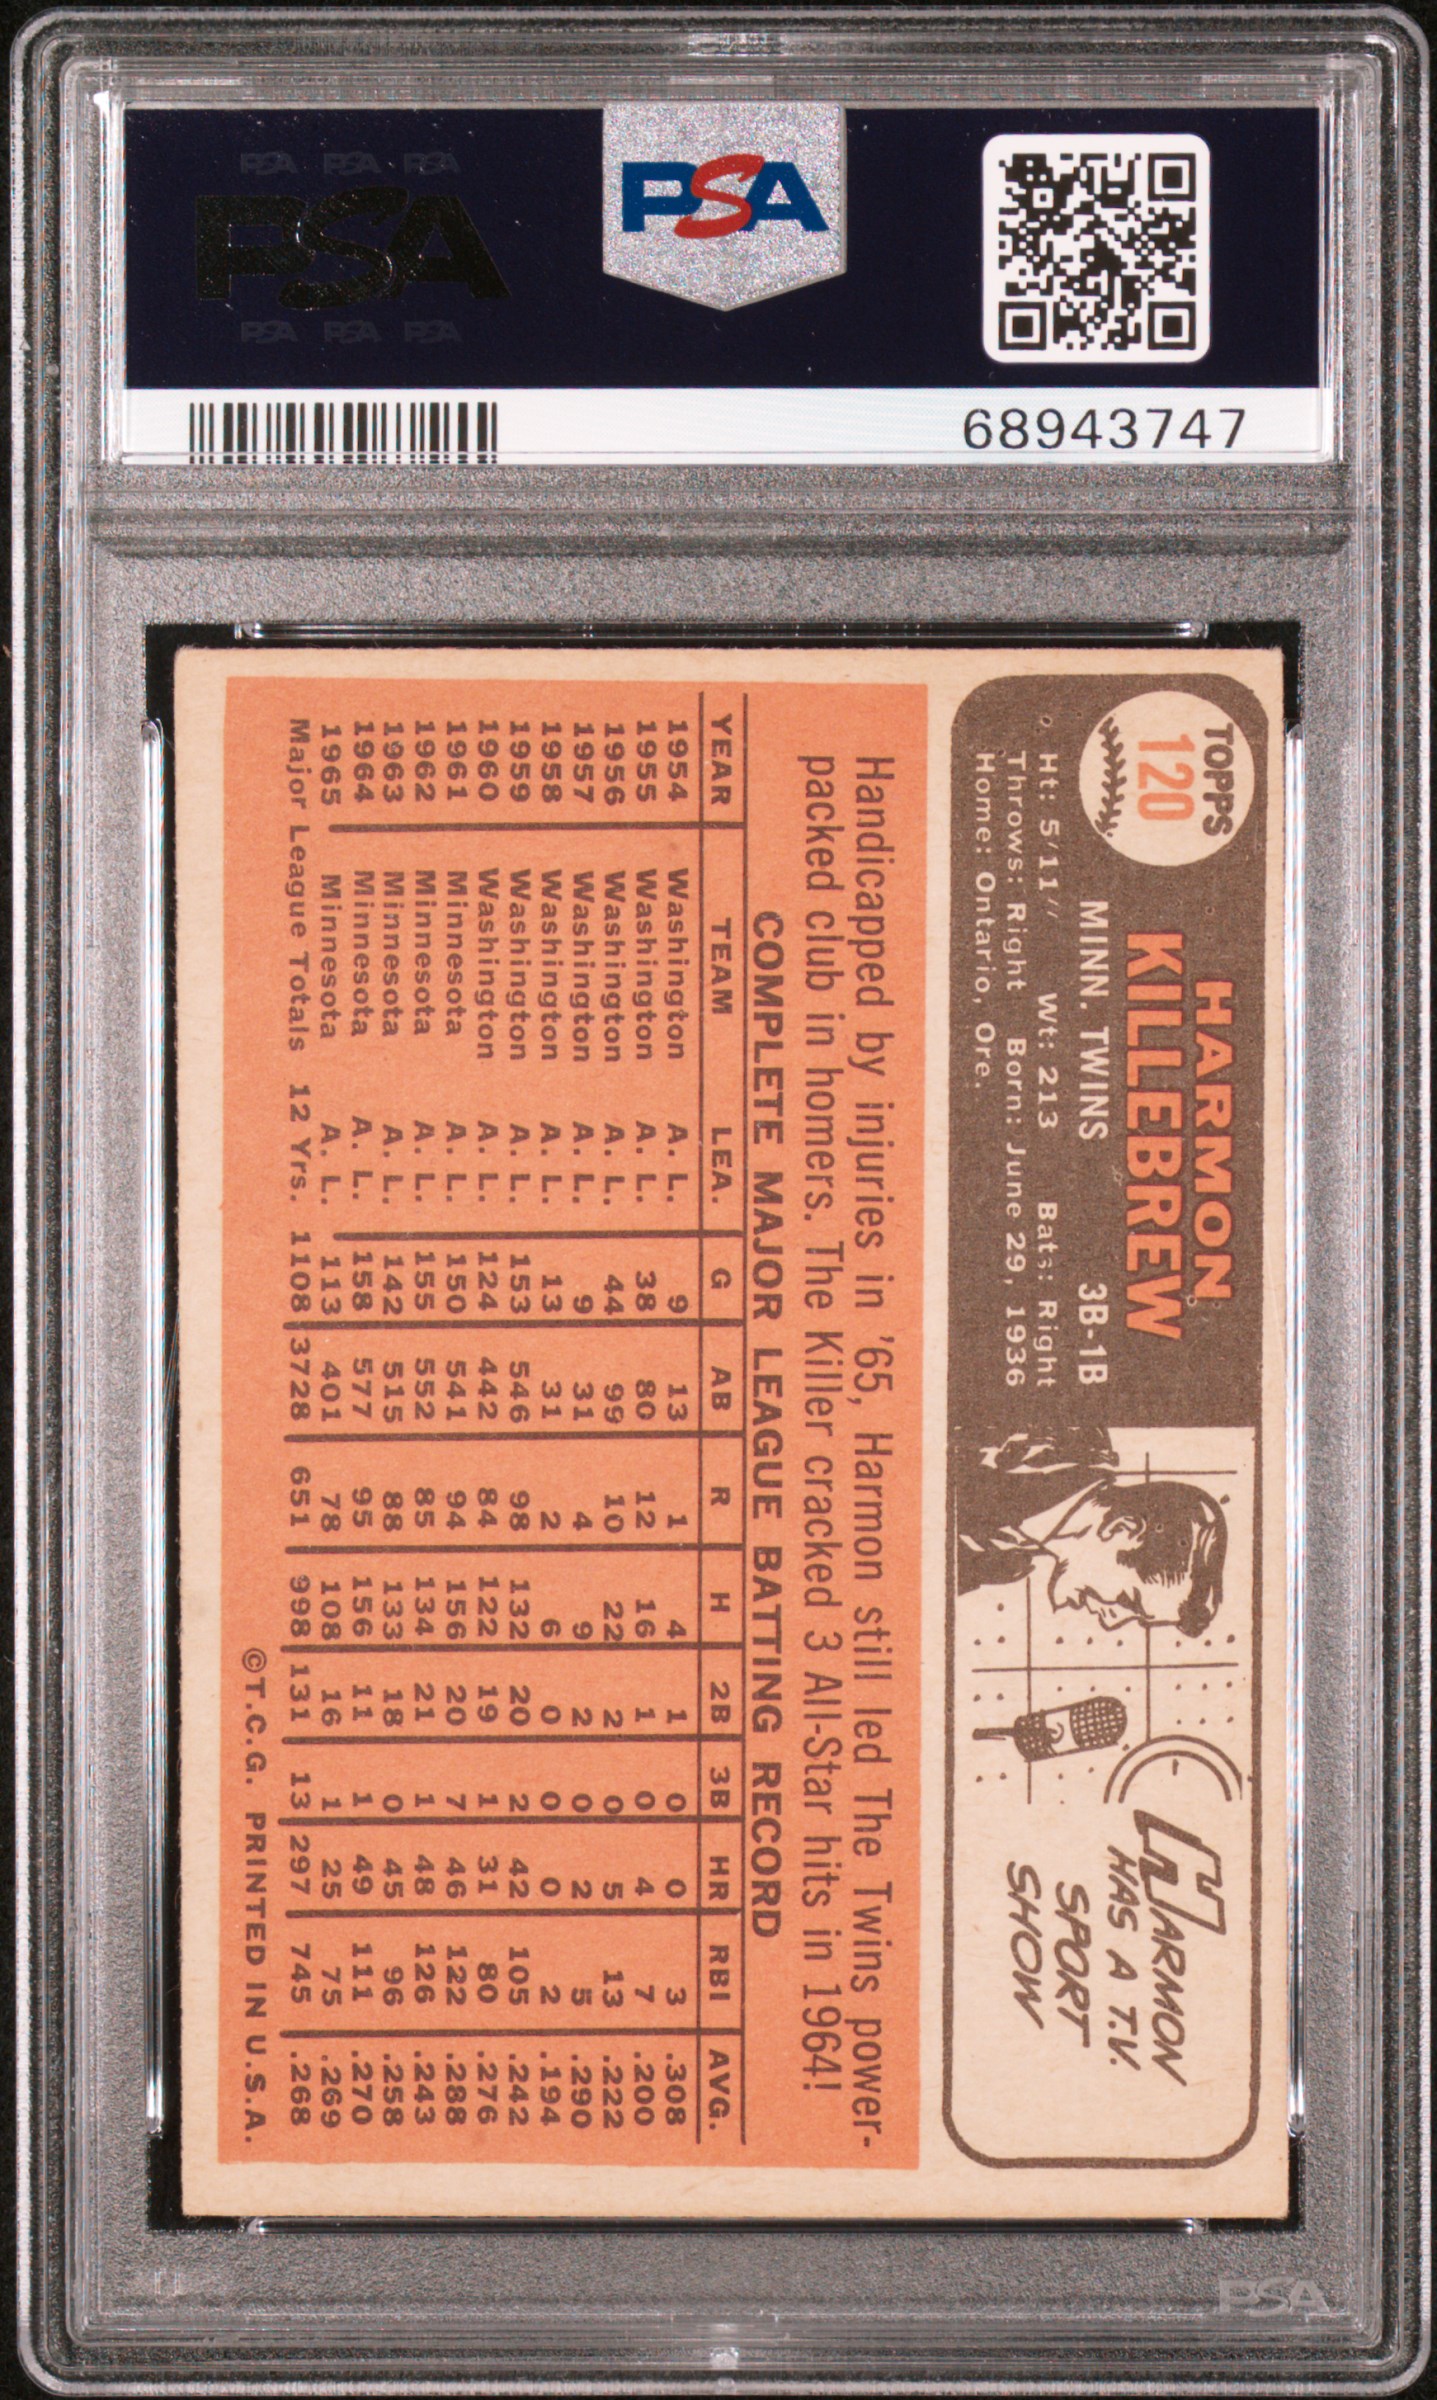 PSA PSA PSA
PSA
PSA PSA PSA
PSA
68943747
TOPPS
120
HARMON
KILLEBREW
MINN. TWINS 3B-1B
Ht: 5'11" Wt: 213 Bats: Right
Throws: Right Born: June 29, 1936
Home: Ontario, Ore.
HARMON
HAS A T.V.
SPORT
SHOW
Handicapped by injuries in '65, Harmon still led The Twins power-
packed club in homers. The Killer cracked 3 All-Star hits in 1964!
COMPLETE MAJOR LEAGUE BATTING RECORD
YEAR TEAM LEA. G AB R H 2B 3B HR RBI AVG.
1954 Washington A. L. 9 13 1 4 1 0 0 3 .308
1955 Washington A. L. 38 80 12 16 1 0 4 7 .200
1956 Washington A. L. 44 99 10 22 2 0 5 13 .222
1957 Washington A. L. 9 31 4 9 2 0 2 5 .290
1958 Washington A. L. 13 31 2 6 0 0 0 2 .194
1959 Washington A. L. 153 546 98 132 20 2 42 105 .242
1960 Washington A. L. 124 442 84 122 19 1 31 80 .276
1961 Minnesota A. L. 150 541 94 156 20 7 46 122 .288
1962 Minnesota A. L. 155 552 85 134 21 1 48 126 .243
1963 Minnesota A. L. 142 515 88 133 18 0 45 96 .258
1964 Minnesota A. L. 158 577 95 156 11 1 49 111 .270
1965 Minnesota A. L. 113 401 78 108 16 1 25 75 .269
Major League Totals 12 Yrs. 1108 3728 651 998 131 13 297 745 .268
©T.C.G. PRINTED IN U.S.A.
PSA